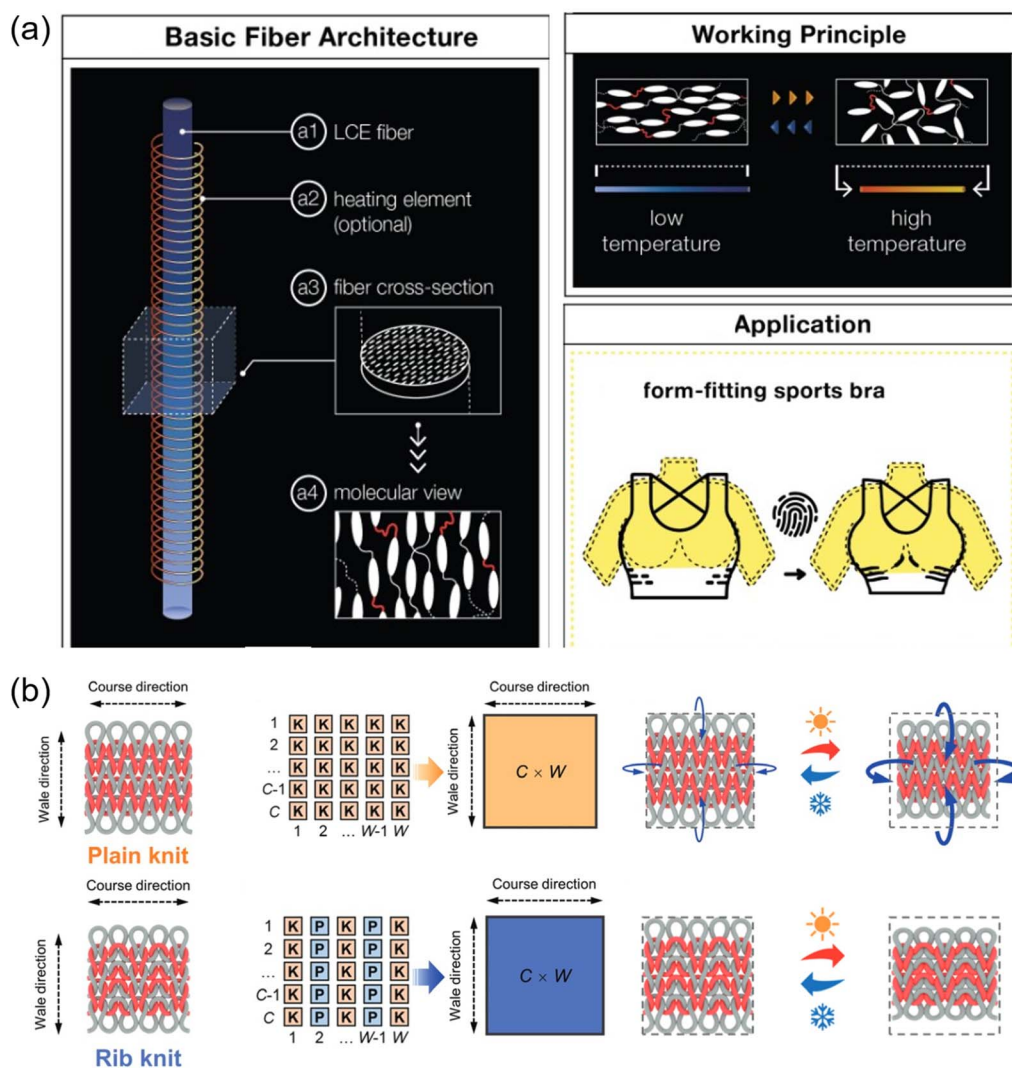 (a)
Basic Fiber Architecture
a1 LCE fiber
a2 heating element
(optional)
a3 fiber cross-section
a4 molecular view
Working Principle
low
temperature
high
temperature
Application
form-fitting sports bra
(b)
Course direction
Wale direction
Plain knit
1 K K K K K
2 K K K K K
... K K K K K
C-1 K K K K K
C K K K K K
1 2 ... W-1 W
Course direction
Wale direction
C × W
Course direction
Wale direction
Rib knit
1 K P K P K
2 K P K P K
... K P K P K
C-1 K P K P K
C K P K P K
1 2 ... W-1 W
Course direction
Wale direction
C × W